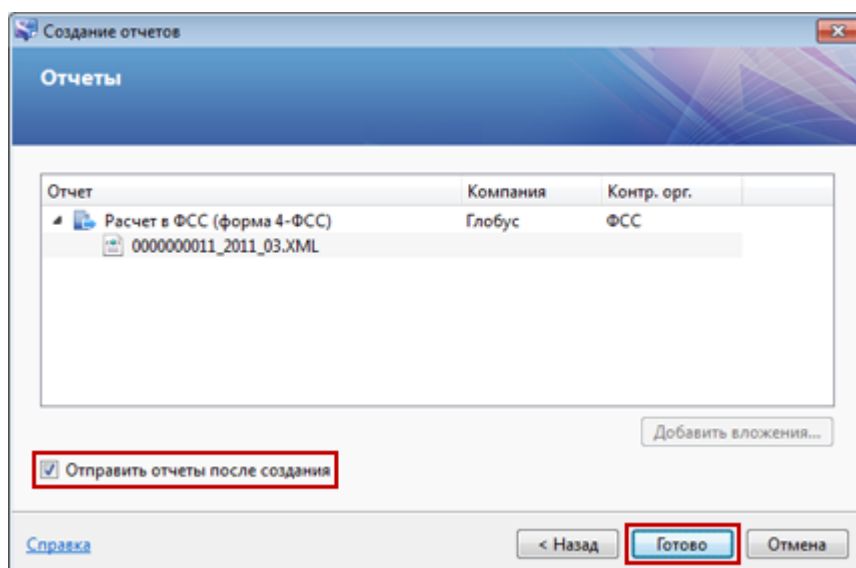 Создание отчетов
Отчеты
Отчет Компания Контр. орг.
Расчет в ФСС (форма 4-ФСС) Глобус ФСС
0000000011_2011_03.XML
Добавить вложения...
Отправить отчеты после создания
Справка < Назад Готово Отмена